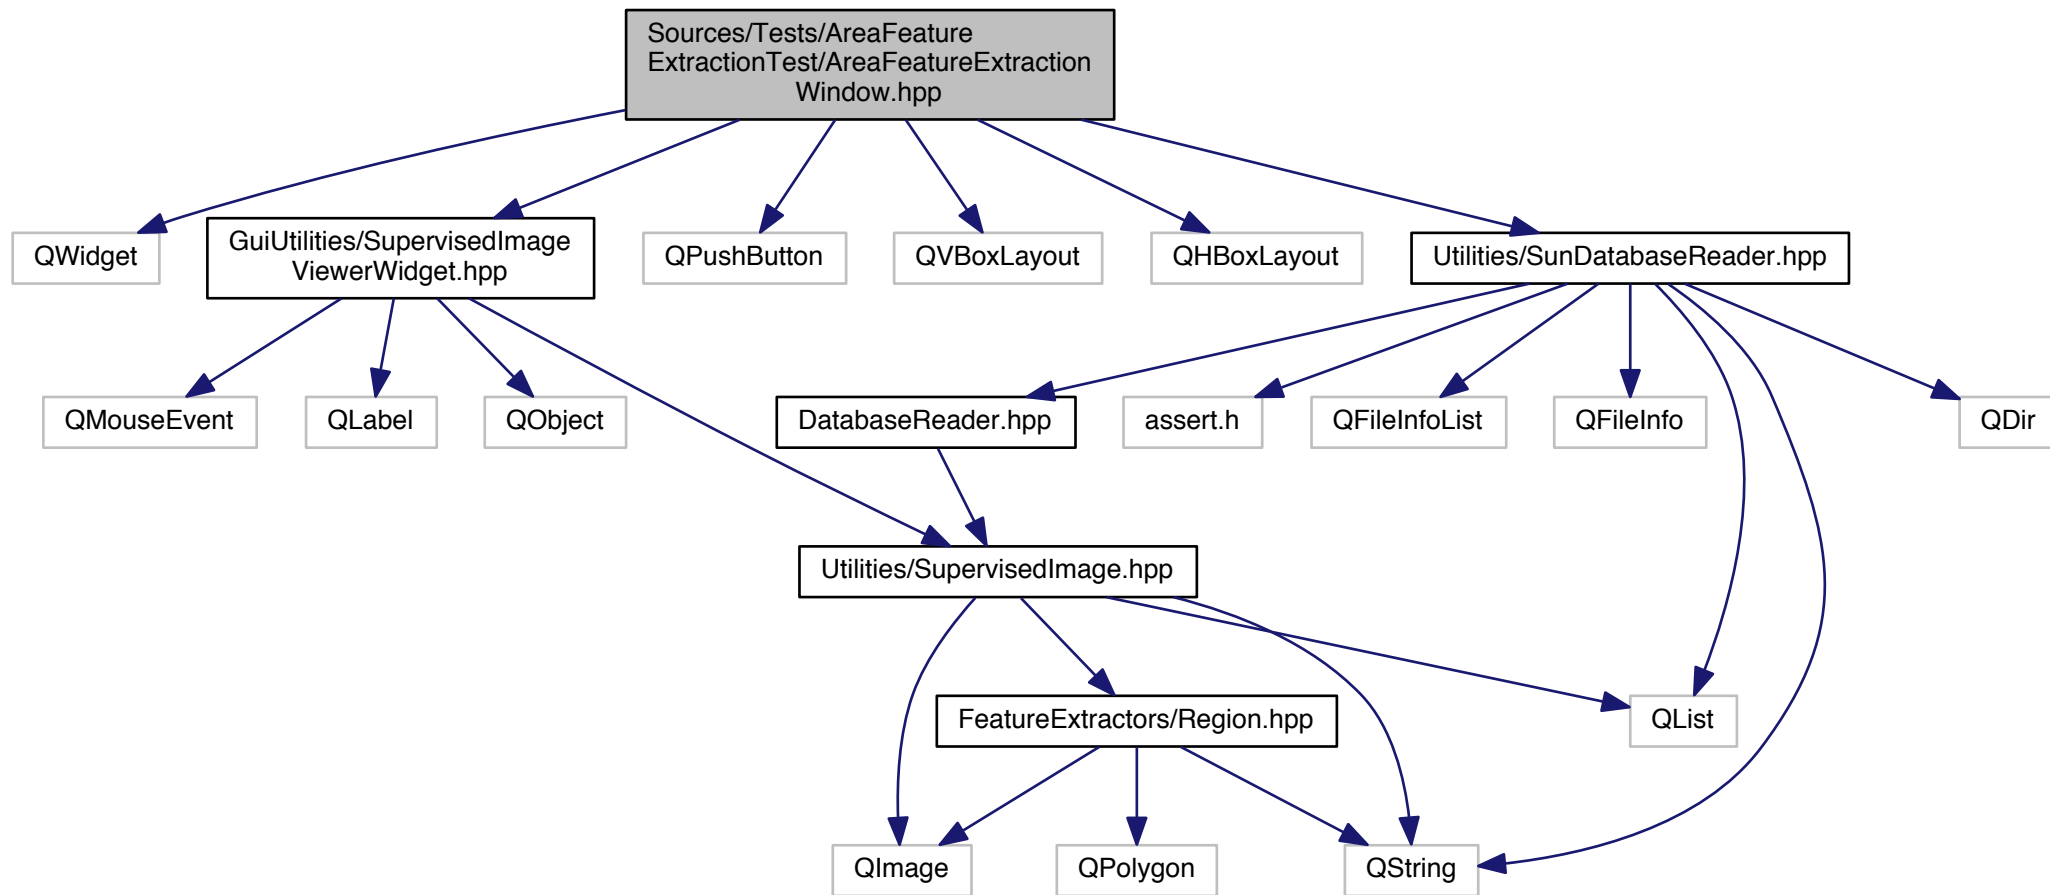 Sources/Tests/AreaFeature
ExtractionTest/AreaFeatureExtraction
Window.hpp
QWidget
GuiUtilities/SupervisedImage
ViewerWidget.hpp
QPushButton
QVBoxLayout
QHBoxLayout
Utilities/SunDatabaseReader.hpp
QMouseEvent
QLabel
QObject
DatabaseReader.hpp
assert.h
QFileInfoList
QFileInfo
QDir
Utilities/SupervisedImage.hpp
FeatureExtractors/Region.hpp
QList
QImage
QPolygon
QString